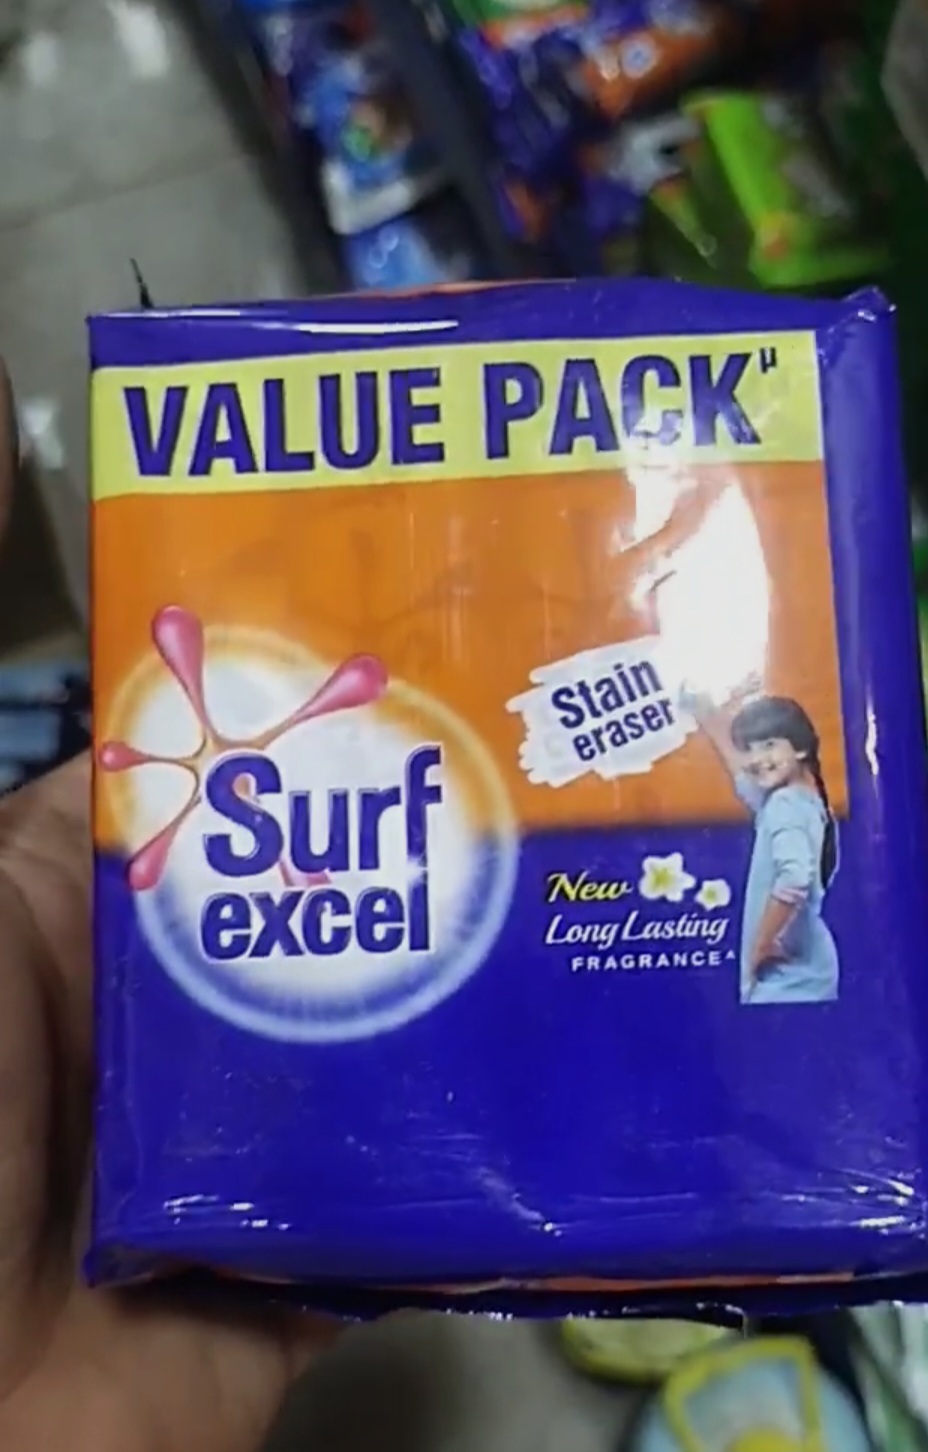 VALUE PACK µ
Surf
excel
Stain
eraser
New
Long Lasting
FRAGRANCE^